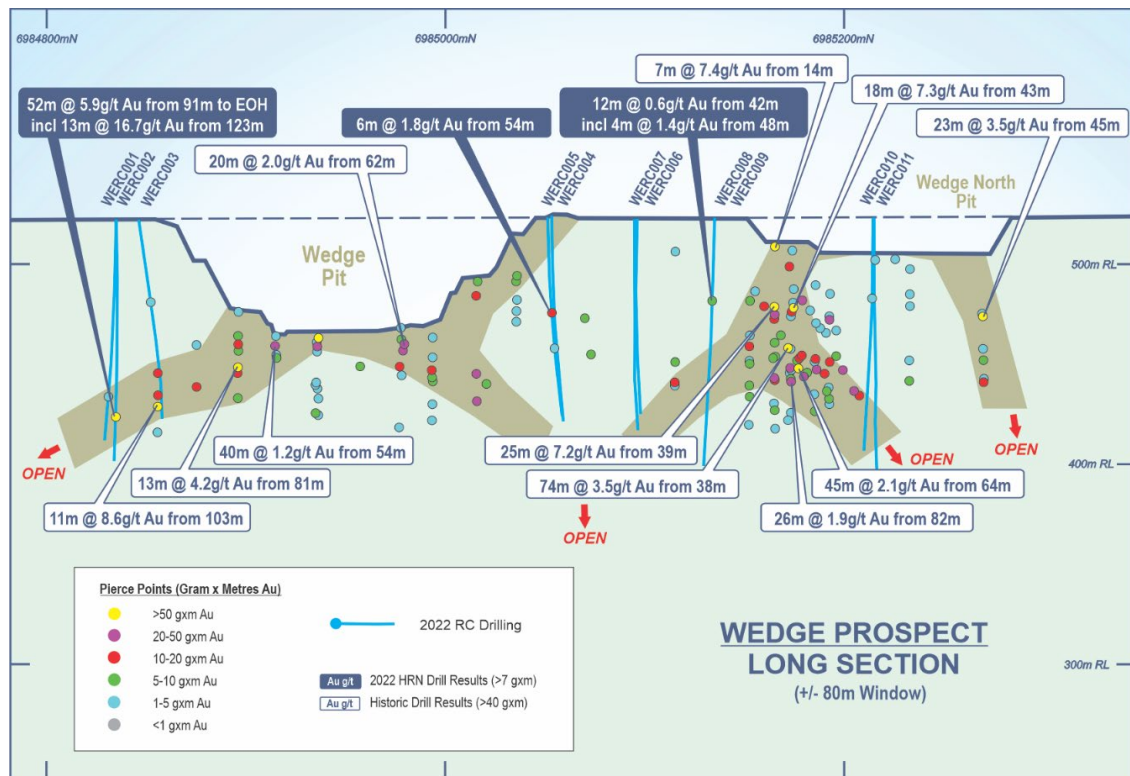 6984800mN
6985000mN
6985200mN
7m @ 7.4g/t Au from 14m
18m @ 7.3g/t Au from 43m
52m @ 5.9g/t Au from 91m to EOH
incl 13m @ 16.7g/t Au from 123m
6m @ 1.8g/t Au from 54m
12m @ 0.6g/t Au from 42m
incl 4m @ 1.4g/t Au from 48m
23m @ 3.5g/t Au from 45m
20m @ 2.0g/t Au from 62m
WERC001
WERC002
WERC003
WERC005
WERC004
WERC007
WERC006
WERC008
WERC009
WERC010
WERC011
Wedge North
Pit
Wedge
Pit
500m RL
40m @ 1.2g/t Au from 54m
25m @ 7.2g/t Au from 39m
OPEN
OPEN
OPEN
400m RL
13m @ 4.2g/t Au from 81m
74m @ 3.5g/t Au from 38m
45m @ 2.1g/t Au from 64m
11m @ 8.6g/t Au from 103m
26m @ 1.9g/t Au from 82m
OPEN
Pierce Points (Gram x Metres Au)
>50 gxm Au
20-50 gxm Au
10-20 gxm Au
5-10 gxm Au
1-5 gxm Au
<1 gxm Au
2022 RC Drilling
Au g/t 2022 HRN Drill Results (>7 gxm)
Au g/t Historic Drill Results (>40 gxm)
WEDGE PROSPECT
LONG SECTION
(+/- 80m Window)
300m RL